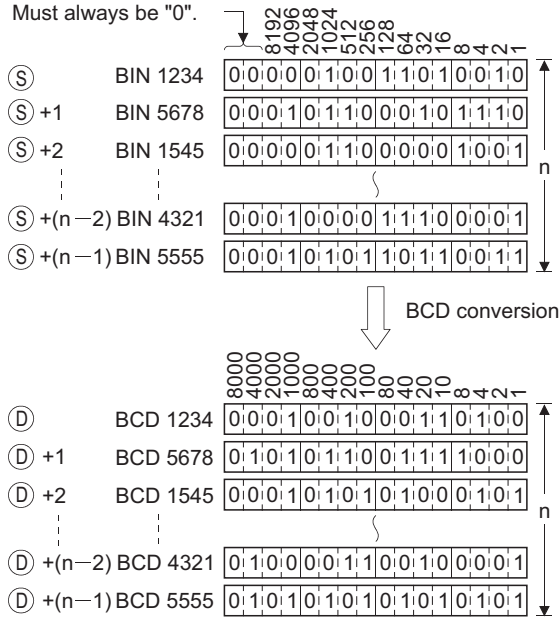 Must always be "0".
8192 4096 2048 1024 512 256 128 64 32 16 8 4 2 1
Ⓢ BIN 1234 0 0 0 0 0 1 0 0 1 1 0 1 0 0 1 0
Ⓢ +1 BIN 5678 0 0 0 1 0 1 1 0 0 0 1 0 1 1 1 0
Ⓢ +2 BIN 1545 0 0 0 0 0 1 1 0 0 0 0 0 1 0 0 1
n
Ⓢ +(n—2) BIN 4321 0 0 0 1 0 0 0 0 1 1 1 0 0 0 0 1
Ⓢ +(n—1) BIN 5555 0 0 0 1 0 1 0 1 1 0 1 1 0 0 1 1
BCD conversion
8000 4000 2000 1000 800 400 200 100 80 40 20 10 8 4 2 1
Ⓓ BCD 1234 0 0 0 1 0 0 1 0 0 0 1 1 0 1 0 0
Ⓓ +1 BCD 5678 0 1 0 1 0 1 1 0 0 1 1 1 1 0 0 0
Ⓓ +2 BCD 1545 0 0 0 1 0 1 0 1 0 1 0 0 0 1 0 1
n
Ⓓ +(n—2) BCD 4321 0 1 0 0 0 0 1 1 0 0 1 0 0 0 0 1
Ⓓ +(n—1) BCD 5555 0 1 0 1 0 1 0 1 0 1 0 1 0 1 0 1